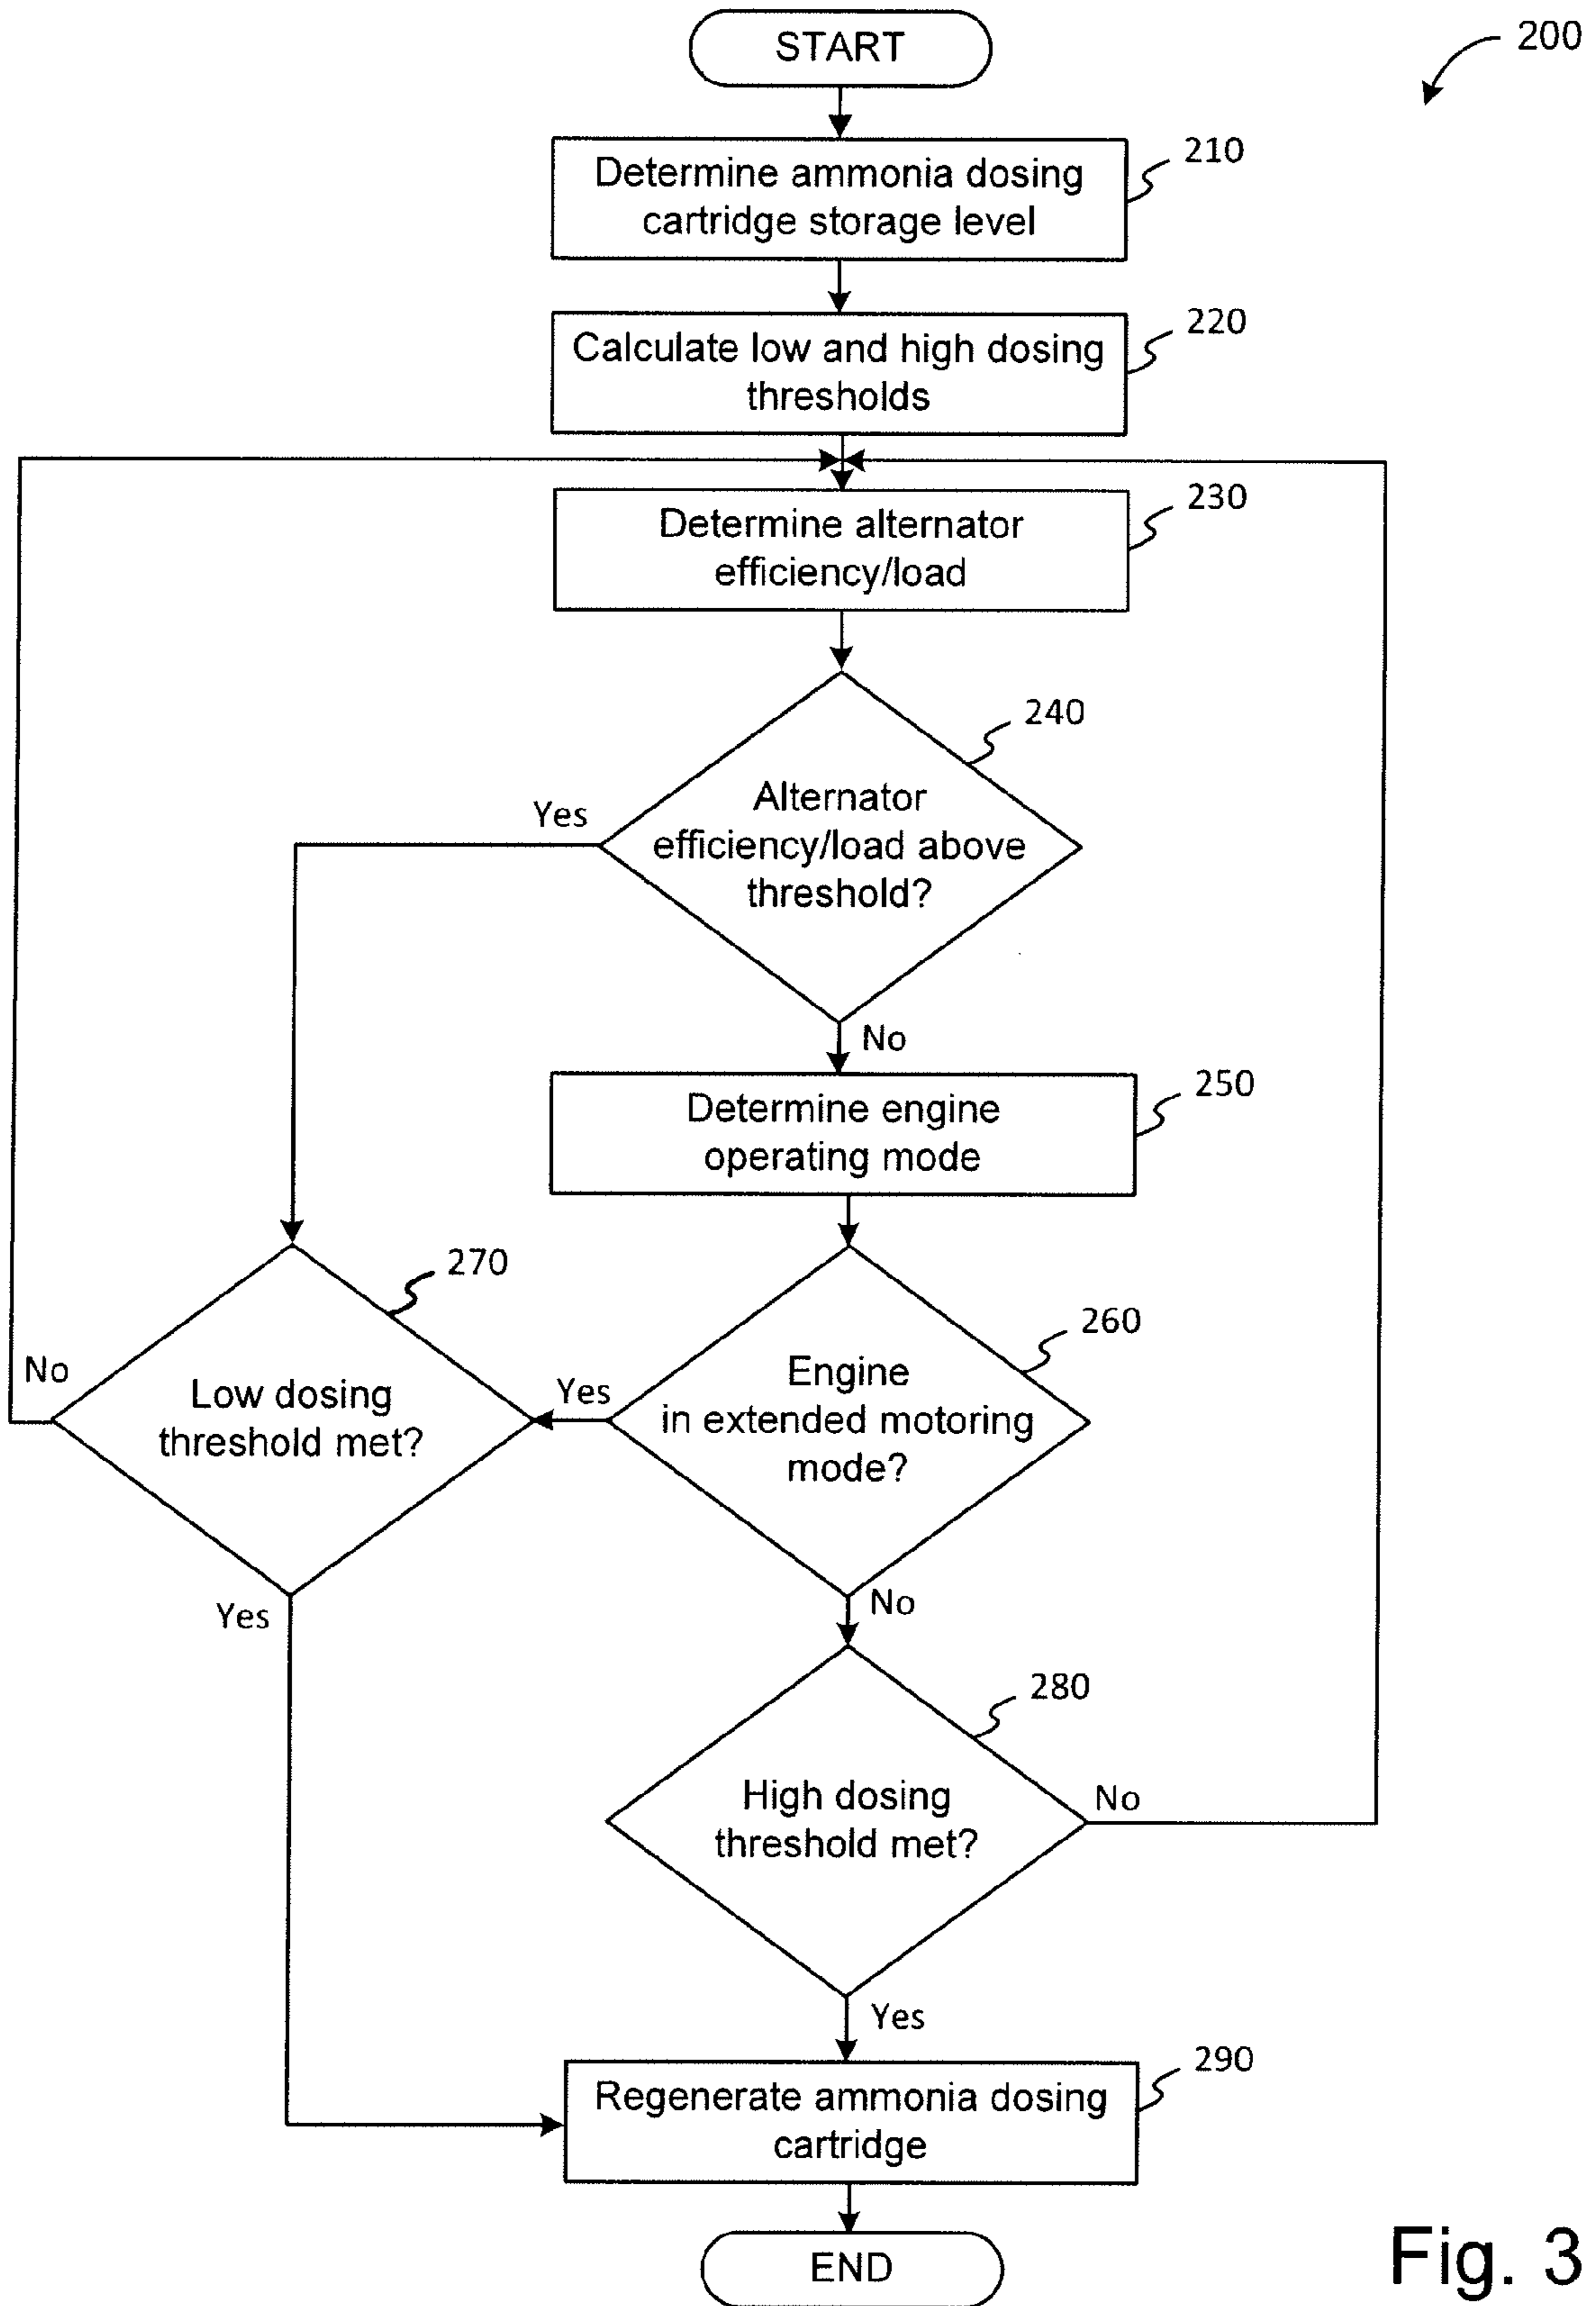 START
200
Determine ammonia dosing
cartridge storage level
210
Calculate low and high dosing
thresholds
220
Determine alternator
efficiency/load
230
Alternator
efficiency/load above
threshold?
240
Yes
No
Determine engine
operating mode
250
Engine
in extended motoring
mode?
260
Yes
No
Low dosing
threshold met?
270
No
Yes
High dosing
threshold met?
280
No
Yes
Regenerate ammonia dosing
cartridge
290
END
Fig. 3